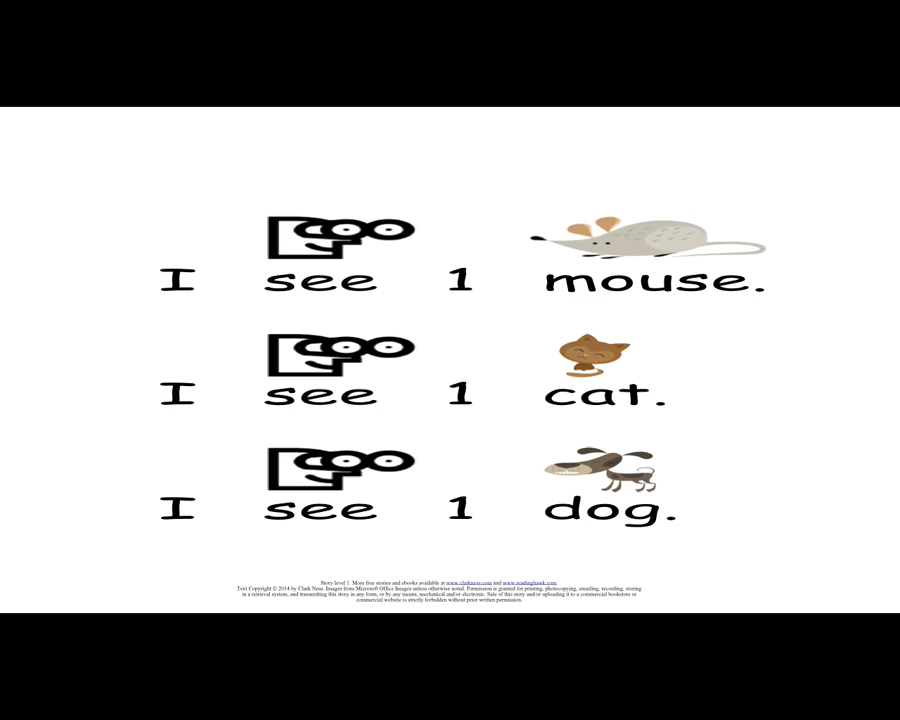 I see 1 mouse.
I see 1 cat.
I see 1 dog.
Story level 1. More free stories and ebooks available at www.clarkness.com and www.readinghawk.com
Text Copyright © 2014 by Clark Ness. Images from Microsoft Office Images unless otherwise noted. Permission is granted for printing, photocopying, emailing, recording, storing
in a retrieval system, and transmitting this story in any form, or by any means, mechanical and/or electronic. Sale of this story and/or uploading it to a commercial bookstore or
commercial website is strictly forbidden without prior written permission.